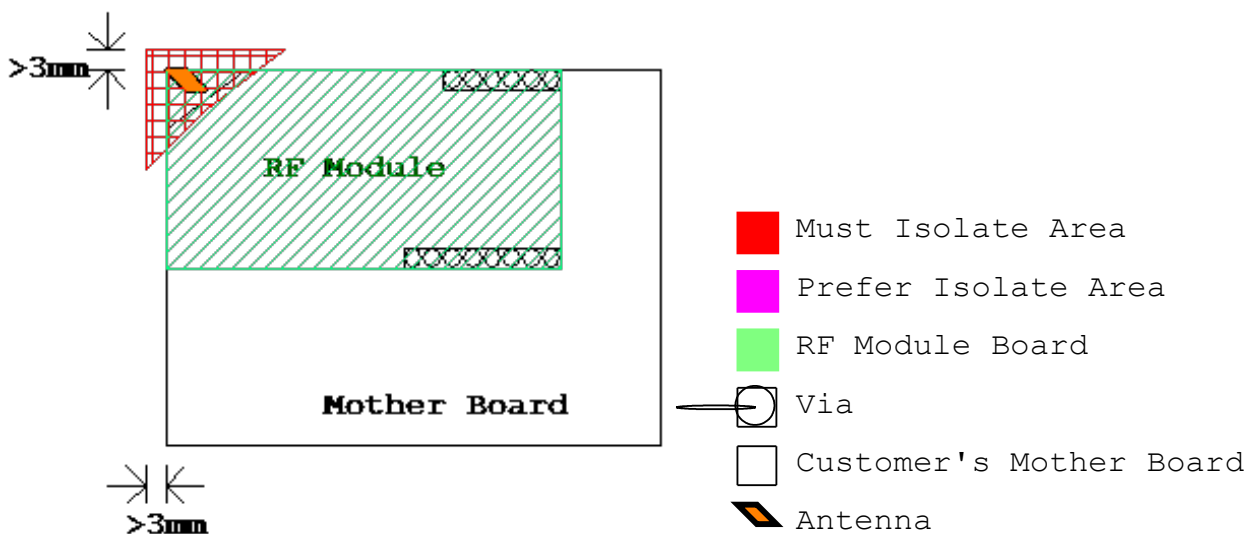 >3mm
RF Module
Mother Board
>3mm
Must Isolate Area
Prefer Isolate Area
RF Module Board
Via
Customer's Mother Board
Antenna